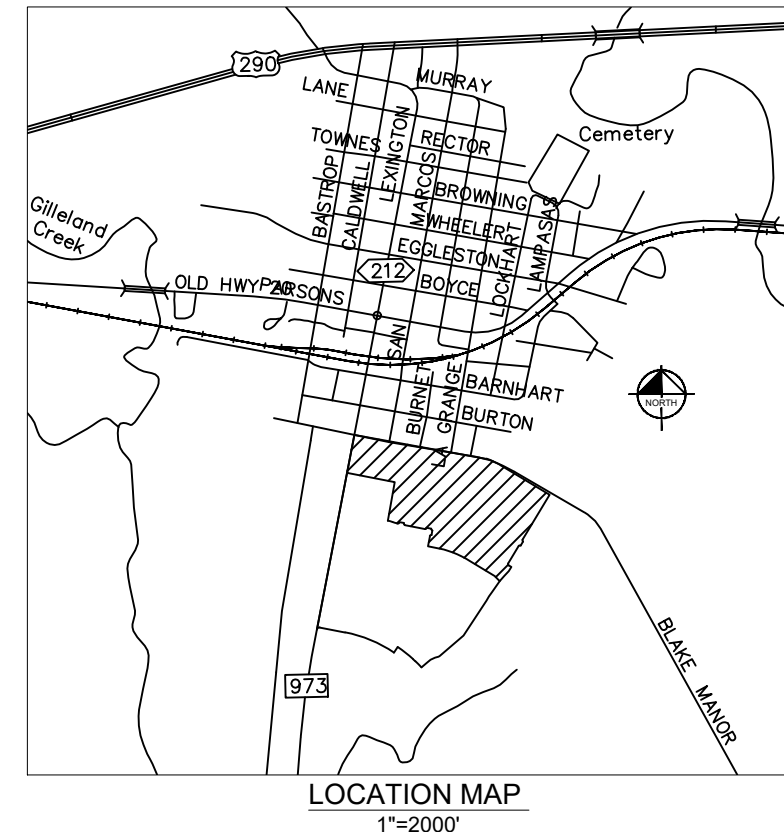 290
LANE
MURRAY
TOWNES
RECTOR
Cemetery
BASTROP
CALDWELL
LEXINGTON
SAN MARCOS
BROWNING
WHEELER
EGGLESTON
LOCKHART
LAMPASAS
Gilleland
Creek
212
BOYCE
OLD HWY 20
PARSONS
BURNET
LA GRANGE
BARNHART
BURTON
NORTH
BLAKE MANOR
973
LOCATION MAP
1"=2000'